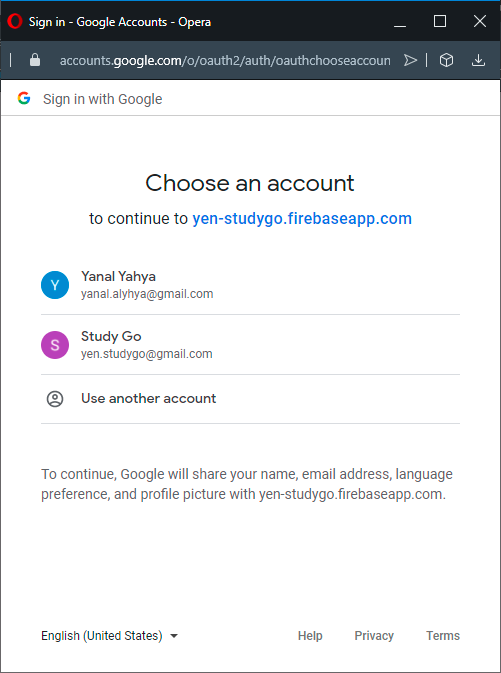 Sign in - Google Accounts - Opera
accounts.google.com/o/oauth2/auth/oauthchooseaccoun
Sign in with Google
Choose an account
to continue to yen-studygo.firebaseapp.com
Y
Yanal Yahya
yanal.alyhya@gmail.com
S
Study Go
yen.studygo@gmail.com
Use another account
To continue, Google will share your name, email address, language
preference, and profile picture with yen-studygo.firebaseapp.com.
English (United States) Help Privacy Terms